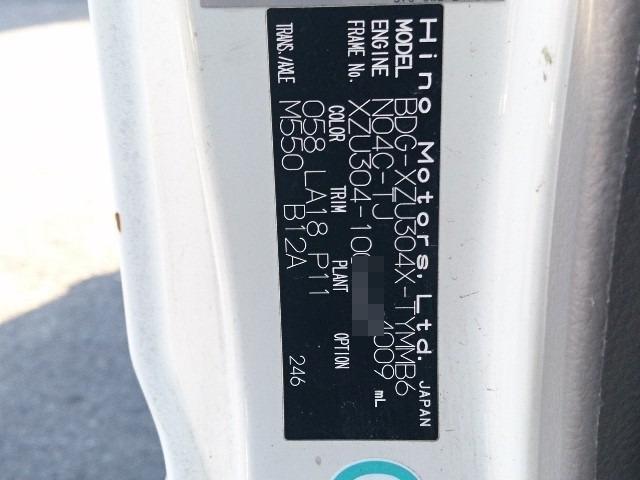 Hino Motors, Ltd. JAPAN
MODEL BDG-XZU304X-TYMMB6
ENGINE N04C-TJ 4009 mL
FRAME No. XZU304-10
COLOR TRIM PLANT OPTION
058 LA18 P11
TRANS./AXLE M550 B12A
246